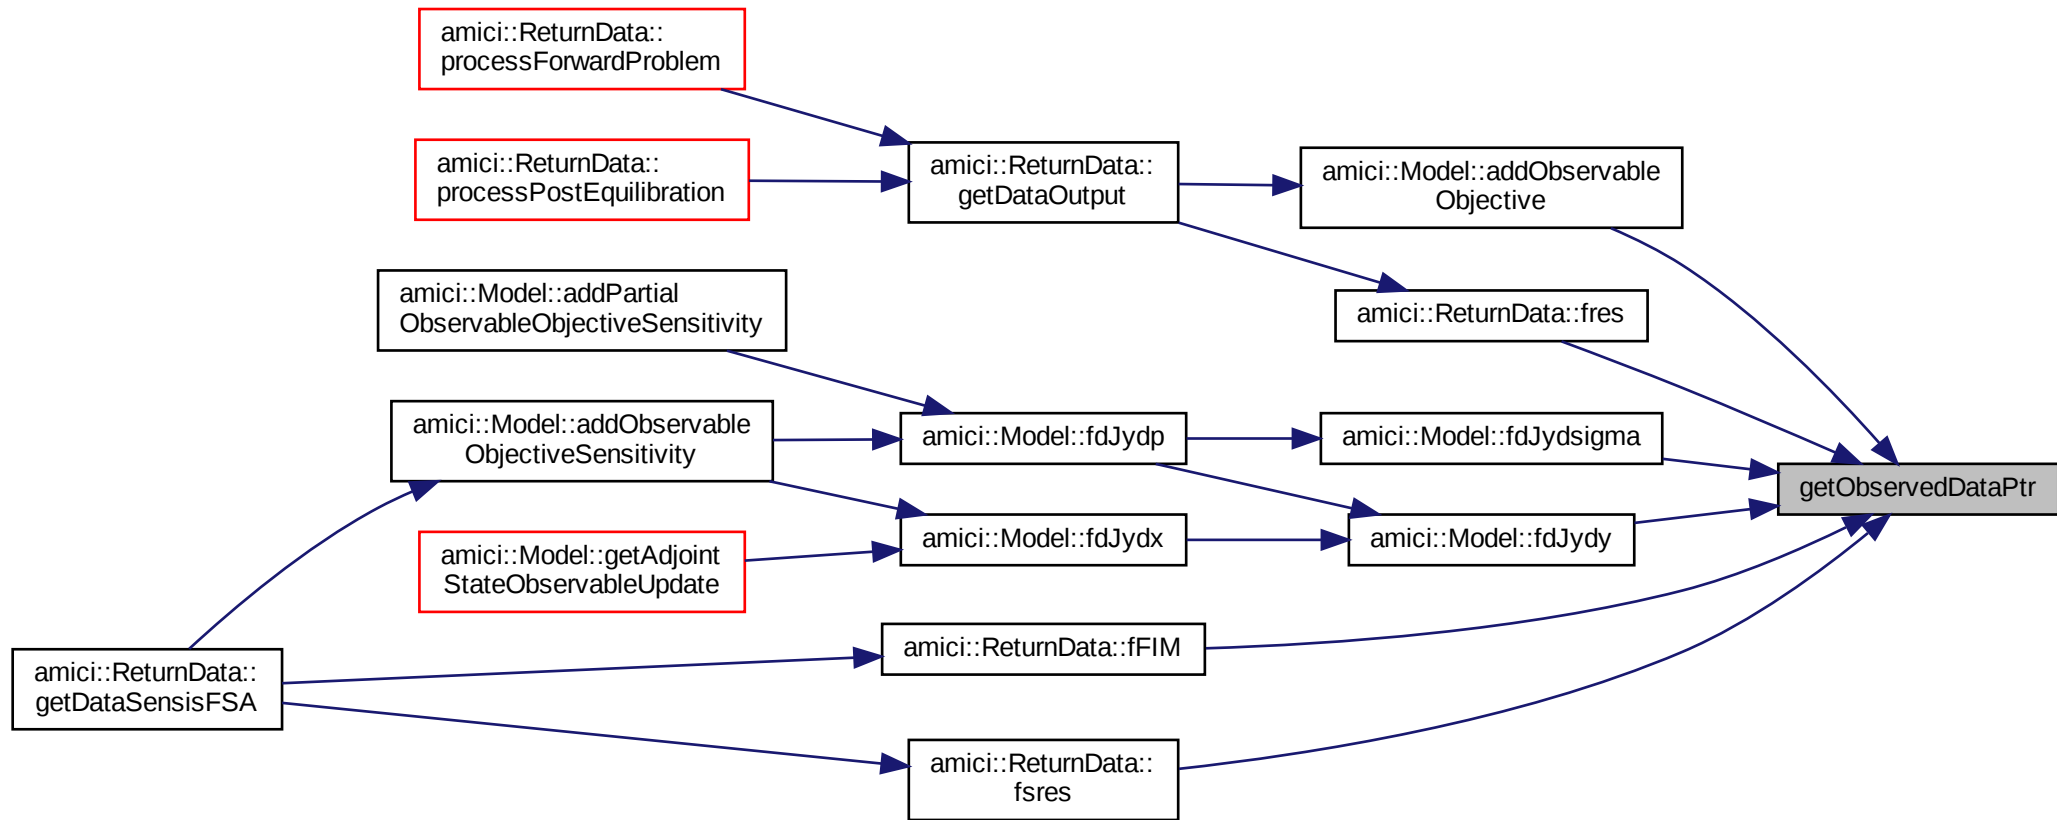 amici::ReturnData::
processForwardProblem
amici::ReturnData::
processPostEquilibration
amici::ReturnData::
getDataOutput
amici::Model::addObservable
Objective
amici::Model::addPartial
ObservableObjectiveSensitivity
amici::ReturnData::fres
amici::Model::addObservable
ObjectiveSensitivity
amici::Model::fdJydp
amici::Model::fdJydsigma
getObservedDataPtr
amici::Model::getAdjoint
StateObservableUpdate
amici::Model::fdJydx
amici::Model::fdJydy
amici::ReturnData::
getDataSensisFSA
amici::ReturnData::fFIM
amici::ReturnData::
fsres